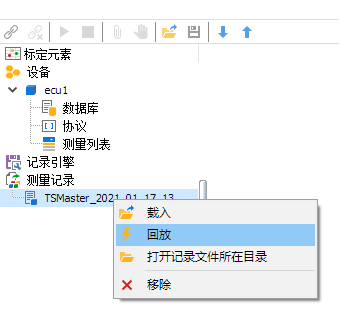 标定元素
设备
ecu1
数据库
协议
测量列表
记录引擎
测量记录
TSMaster_2021_01_17_13
载入
回放
打开记录文件所在目录
移除